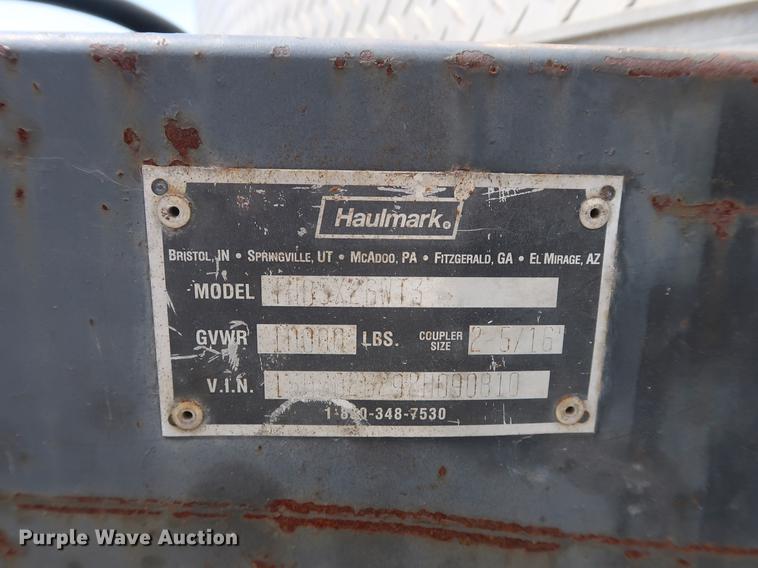 Haulmark®
BRISTOL, IN • SPRINGVILLE, UT • MCADOO, PA • FITZGERALD, GA • EL MIRAGE, AZ
MODEL
GVWR 10000 LBS. COUPLER SIZE 2-5/16
V.I.N.
1-800-348-7530
Purple Wave Auction